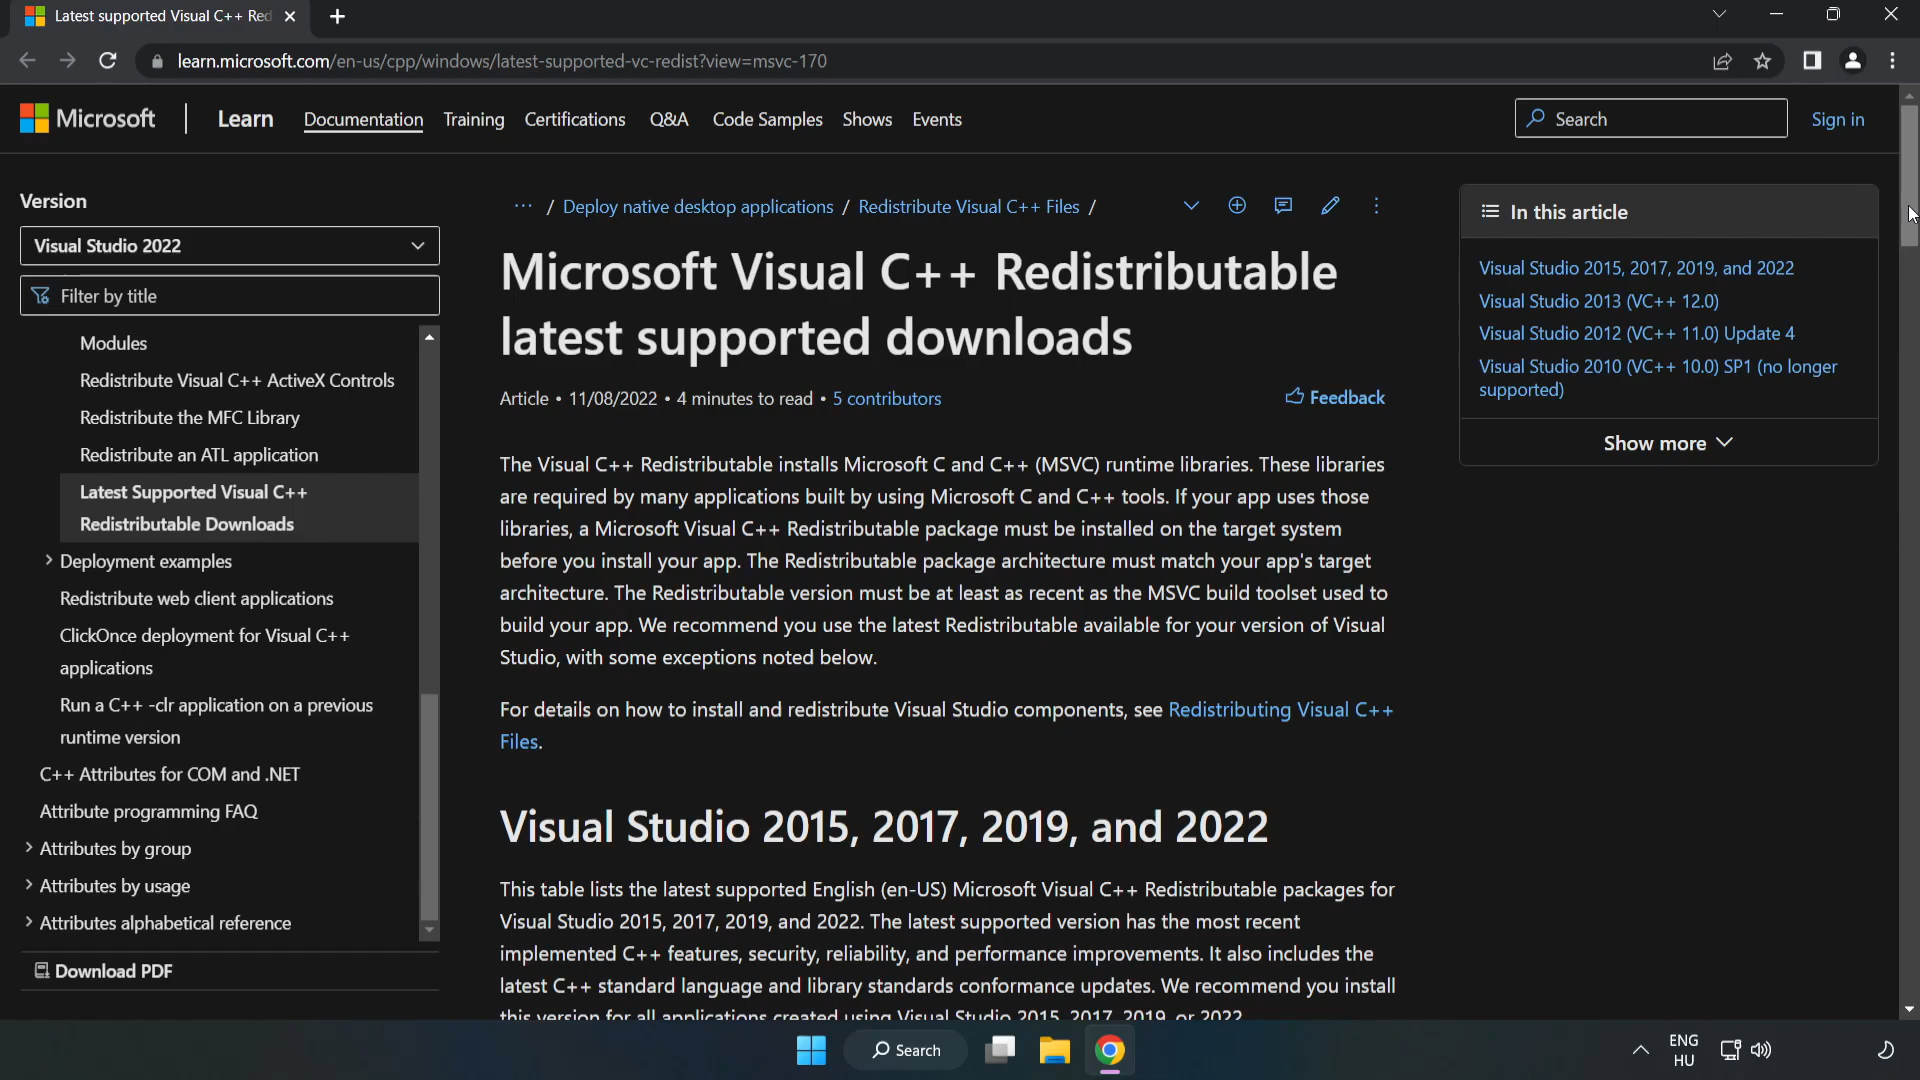 Latest supported Visual C++ Red
learn.microsoft.com/en-us/cpp/windows/latest-supported-vc-redist?view=msvc-170
Microsoft
Learn
Documentation
Training
Certifications
Q&A
Code Samples
Shows
Events
Search
Sign in
Version
Visual Studio 2022
Filter by title
Modules
Redistribute Visual C++ ActiveX Controls
Redistribute the MFC Library
Redistribute an ATL application
Latest Supported Visual C++
Redistributable Downloads
Deployment examples
Redistribute web client applications
ClickOnce deployment for Visual C++
applications
Run a C++ -clr application on a previous
runtime version
C++ Attributes for COM and .NET
Attribute programming FAQ
Attributes by group
Attributes by usage
Attributes alphabetical reference
Download PDF
··· / Deploy native desktop applications / Redistribute Visual C++ Files /
Microsoft Visual C++ Redistributable
latest supported downloads
Article • 11/08/2022 • 4 minutes to read • 5 contributors
Feedback
The Visual C++ Redistributable installs Microsoft C and C++ (MSVC) runtime libraries. These libraries
are required by many applications built by using Microsoft C and C++ tools. If your app uses those
libraries, a Microsoft Visual C++ Redistributable package must be installed on the target system
before you install your app. The Redistributable package architecture must match your app's target
architecture. The Redistributable version must be at least as recent as the MSVC build toolset used to
build your app. We recommend you use the latest Redistributable available for your version of Visual
Studio, with some exceptions noted below.
For details on how to install and redistribute Visual Studio components, see Redistributing Visual C++
Files.
Visual Studio 2015, 2017, 2019, and 2022
This table lists the latest supported English (en-US) Microsoft Visual C++ Redistributable packages for
Visual Studio 2015, 2017, 2019, and 2022. The latest supported version has the most recent
implemented C++ features, security, reliability, and performance improvements. It also includes the
latest C++ standard language and library standards conformance updates. We recommend you install
this version for all applications created using Visual Studio 2015, 2017, 2019, or 2022.
In this article
Visual Studio 2015, 2017, 2019, and 2022
Visual Studio 2013 (VC++ 12.0)
Visual Studio 2012 (VC++ 11.0) Update 4
Visual Studio 2010 (VC++ 10.0) SP1 (no longer
supported)
Show more
Search
ENG
HU